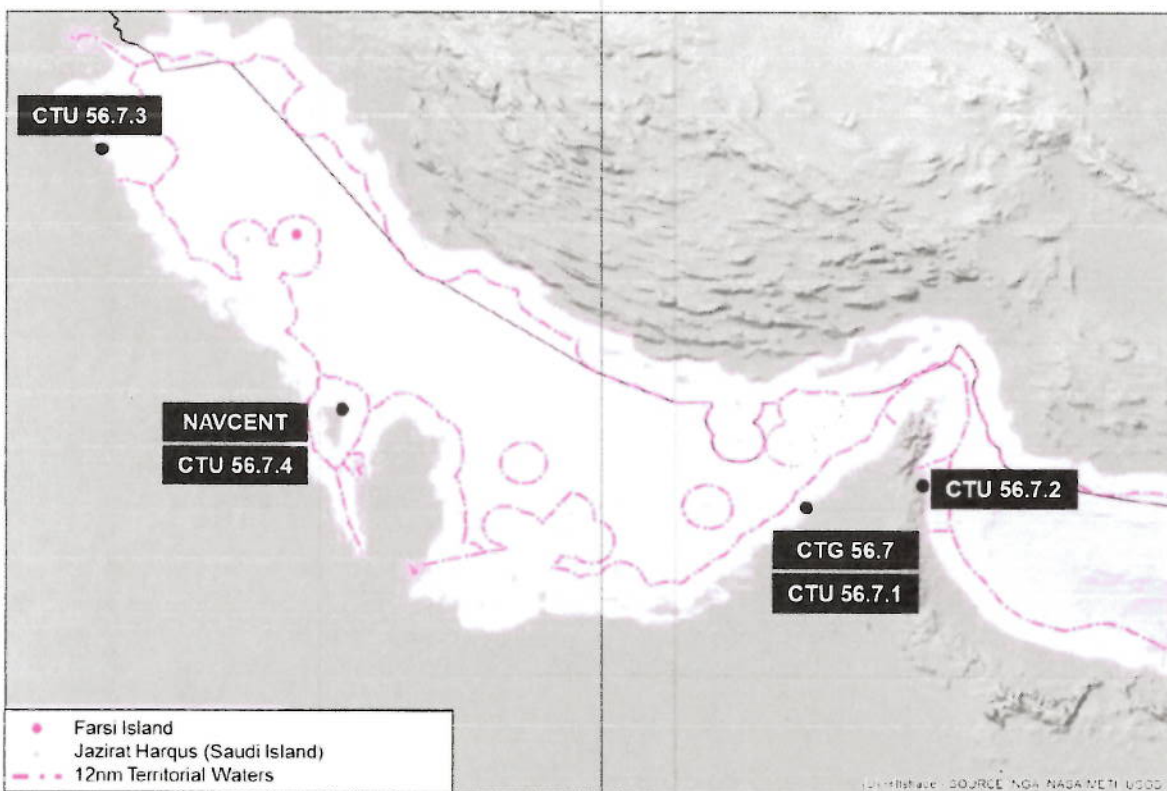 CTU 56.7.3
NAVCENT
CTU 56.7.4
CTU 56.7.2
CTG 56.7
CTU 56.7.1
Farsi Island
Jazirat Harqus (Saudi Island)
12nm Territorial Waters
SOURCE NGA NASA METI USGS